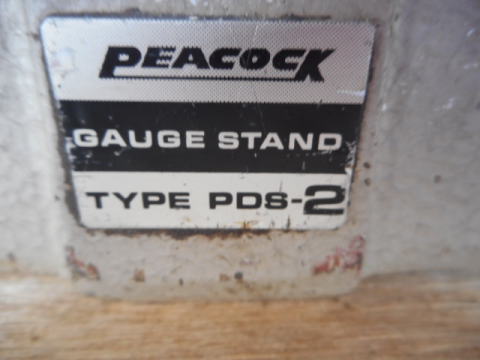 PEACOCK
GAUGE STAND
TYPE PDS-2